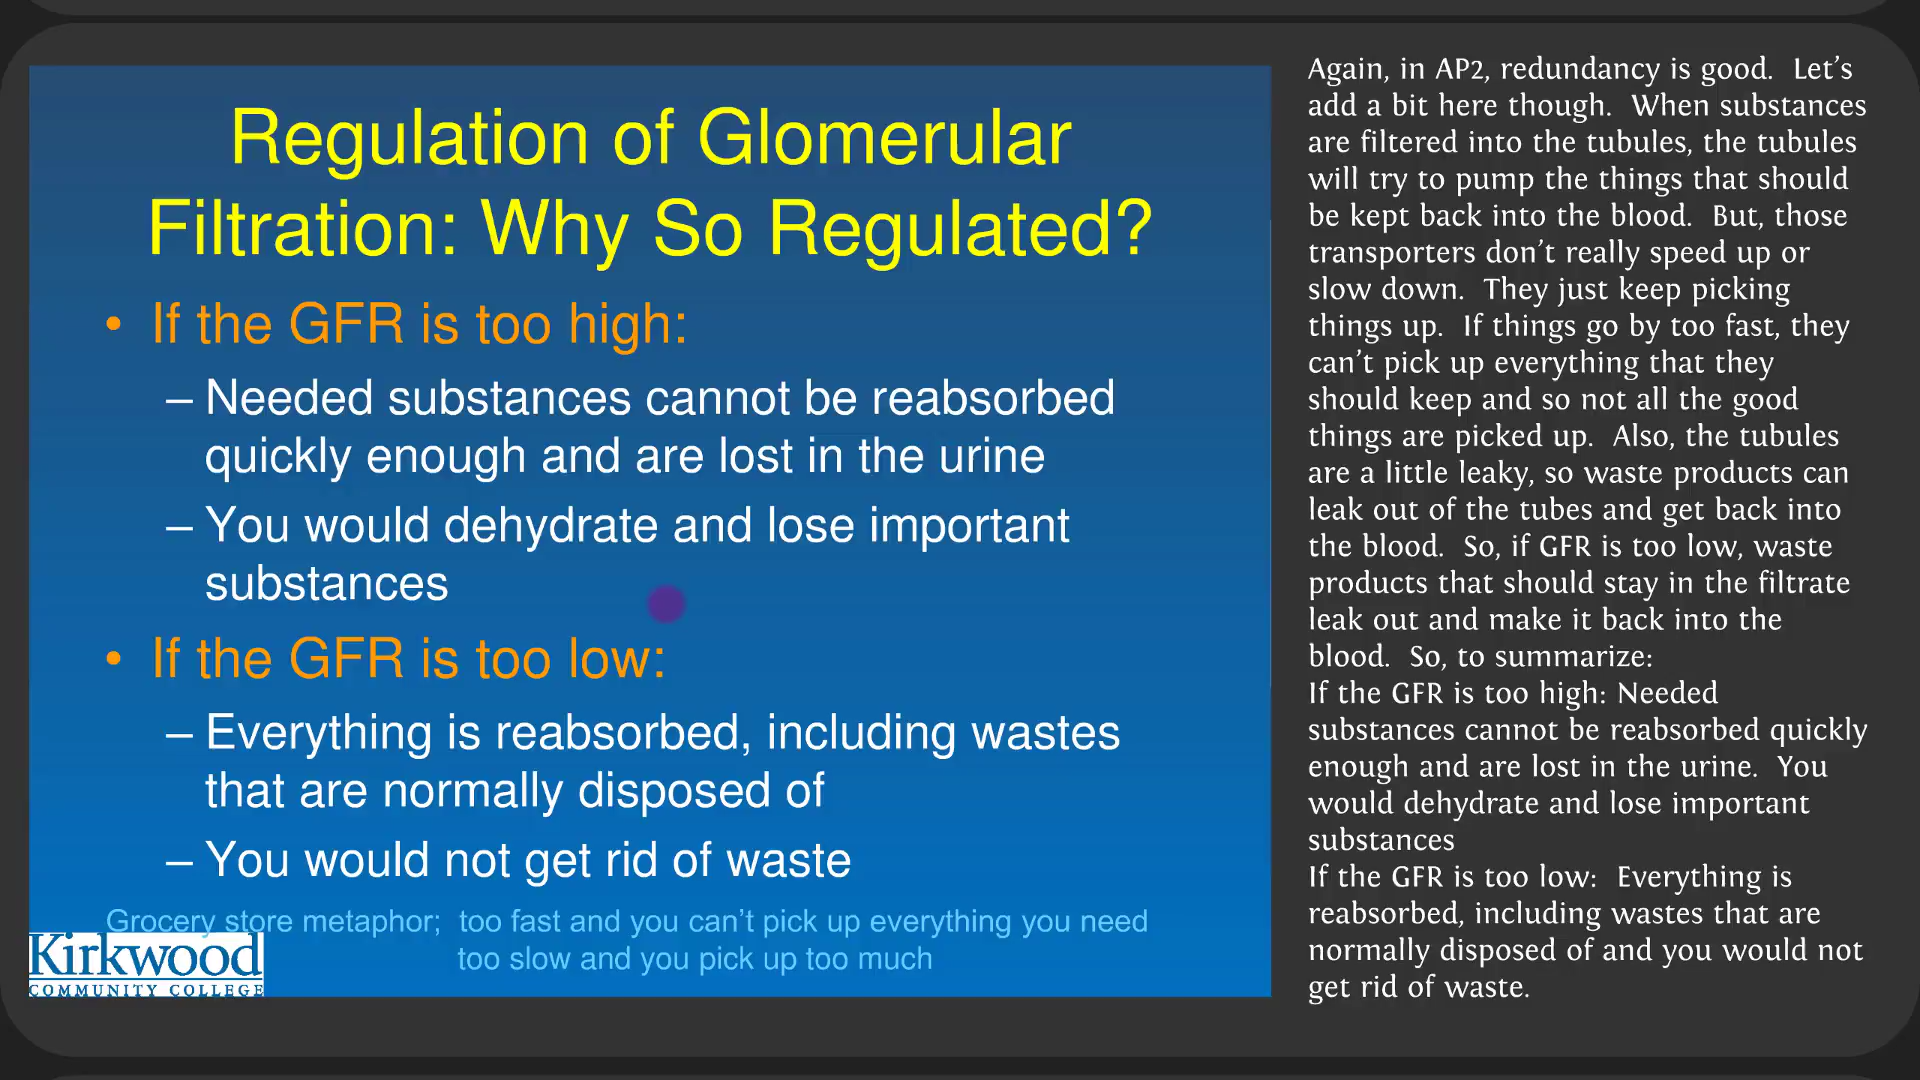 Regulation of Glomerular
Filtration: Why So Regulated?
• If the GFR is too high:
– Needed substances cannot be reabsorbed
quickly enough and are lost in the urine
– You would dehydrate and lose important
substances
• If the GFR is too low:
– Everything is reabsorbed, including wastes
that are normally disposed of
– You would not get rid of waste
Grocery store metaphor; too fast and you can't pick up everything you need
too slow and you pick up too much
Kirkwood
COMMUNITY COLLEGE
Again, in AP2, redundancy is good. Let's
add a bit here though. When substances
are filtered into the tubules, the tubules
will try to pump the things that should
be kept back into the blood. But, those
transporters don't really speed up or
slow down. They just keep picking
things up. If things go by too fast, they
can't pick up everything that they
should keep and so not all the good
things are picked up. Also, the tubules
are a little leaky, so waste products can
leak out of the tubes and get back into
the blood. So, if GFR is too low, waste
products that should stay in the filtrate
leak out and make it back into the
blood. So, to summarize:
If the GFR is too high: Needed
substances cannot be reabsorbed quickly
enough and are lost in the urine. You
would dehydrate and lose important
substances
If the GFR is too low: Everything is
reabsorbed, including wastes that are
normally disposed of and you would not
get rid of waste.